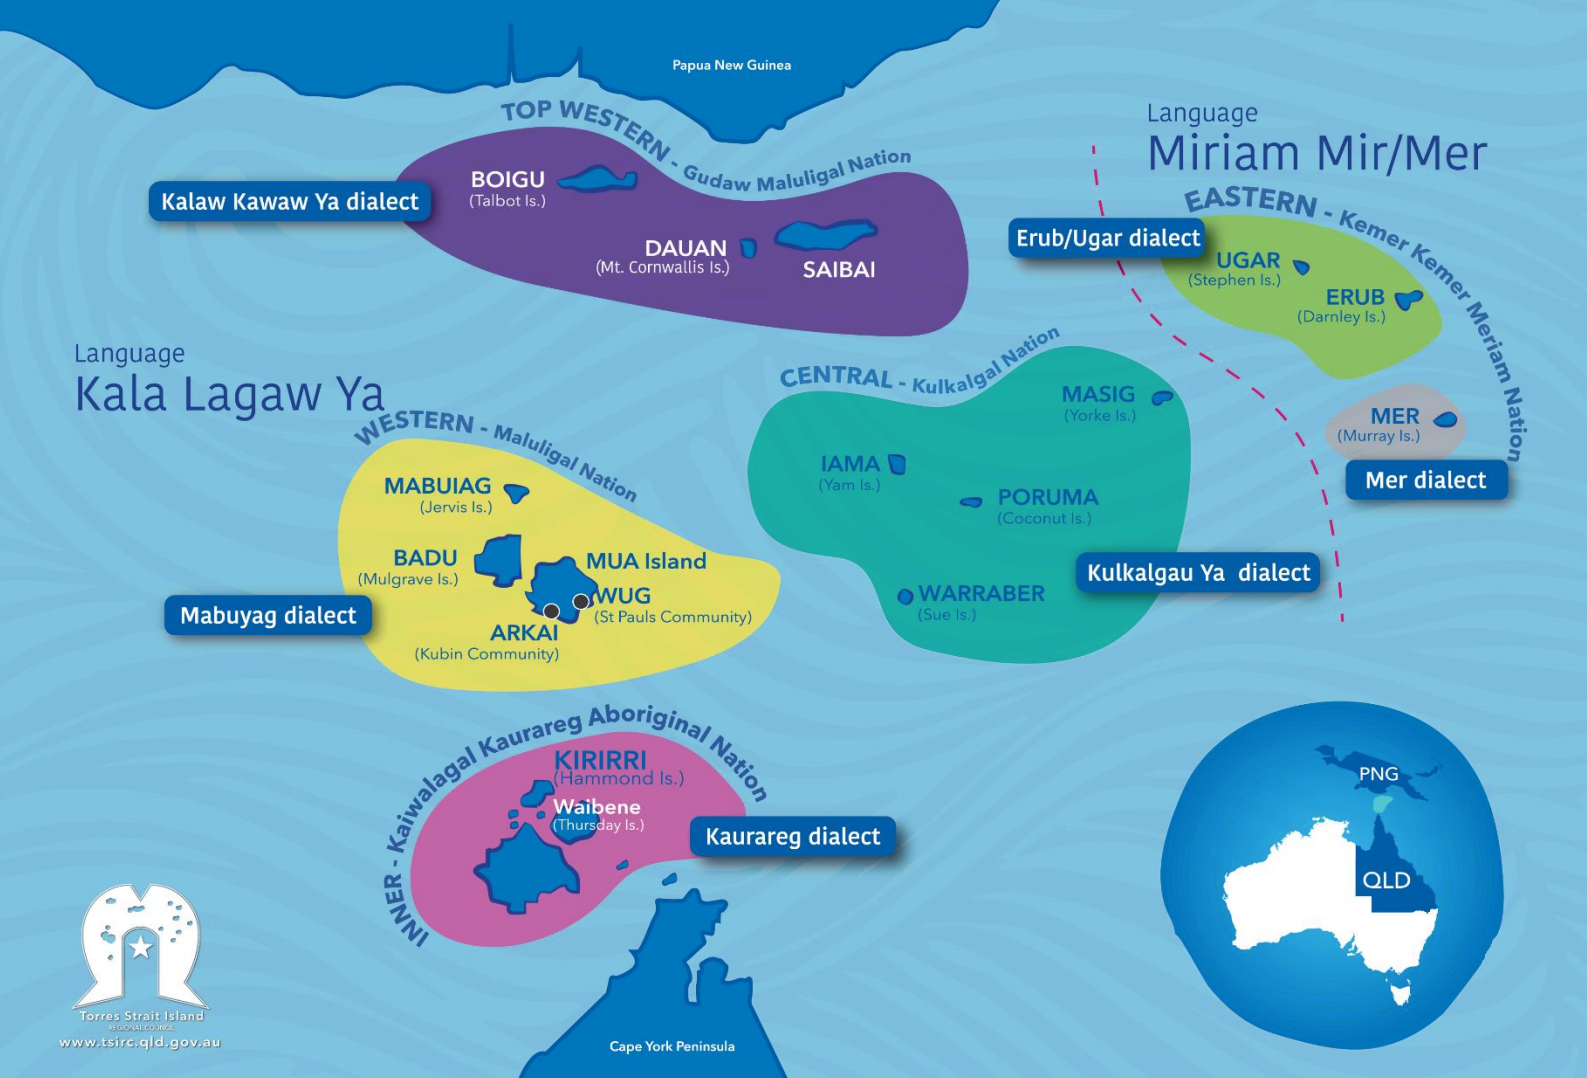 Papua New Guinea
TOP WESTERN - Gudaw Maluligal Nation
BOIGU
(Talbot Is.)
Kalaw Kawaw Ya dialect
DAUAN
(Mt. Cornwallis Is.)
SAIBAI
Language
Miriam Mir/Mer
EASTERN - Kemer Kemer Meriam Nation
Erub/Ugar dialect
UGAR
(Stephen Is.)
ERUB
(Darnley Is.)
MER
(Murray Is.)
Mer dialect
Language
Kala Lagaw Ya
CENTRAL - Kulkalgal Nation
MASIG
(Yorke Is.)
IAMA
(Yam Is.)
PORUMA
(Coconut Is.)
Kulkalgau Ya dialect
WARRABER
(Sue Is.)
WESTERN - Maluligal Nation
MABUIAG
(Jervis Is.)
BADU
(Mulgrave Is.)
MUA Island
WUG
(St Pauls Community)
ARKAI
(Kubin Community)
Mabuyag dialect
INNER - Kaiwalagal Kaurareg Aboriginal Nation
KIRIRRI
(Hammond Is.)
Waibene
(Thursday Is.)
Kaurareg dialect
Cape York Peninsula
PNG
QLD
Torres Strait Island
REGIONAL COUNCIL
www.tsirc.qld.gov.au